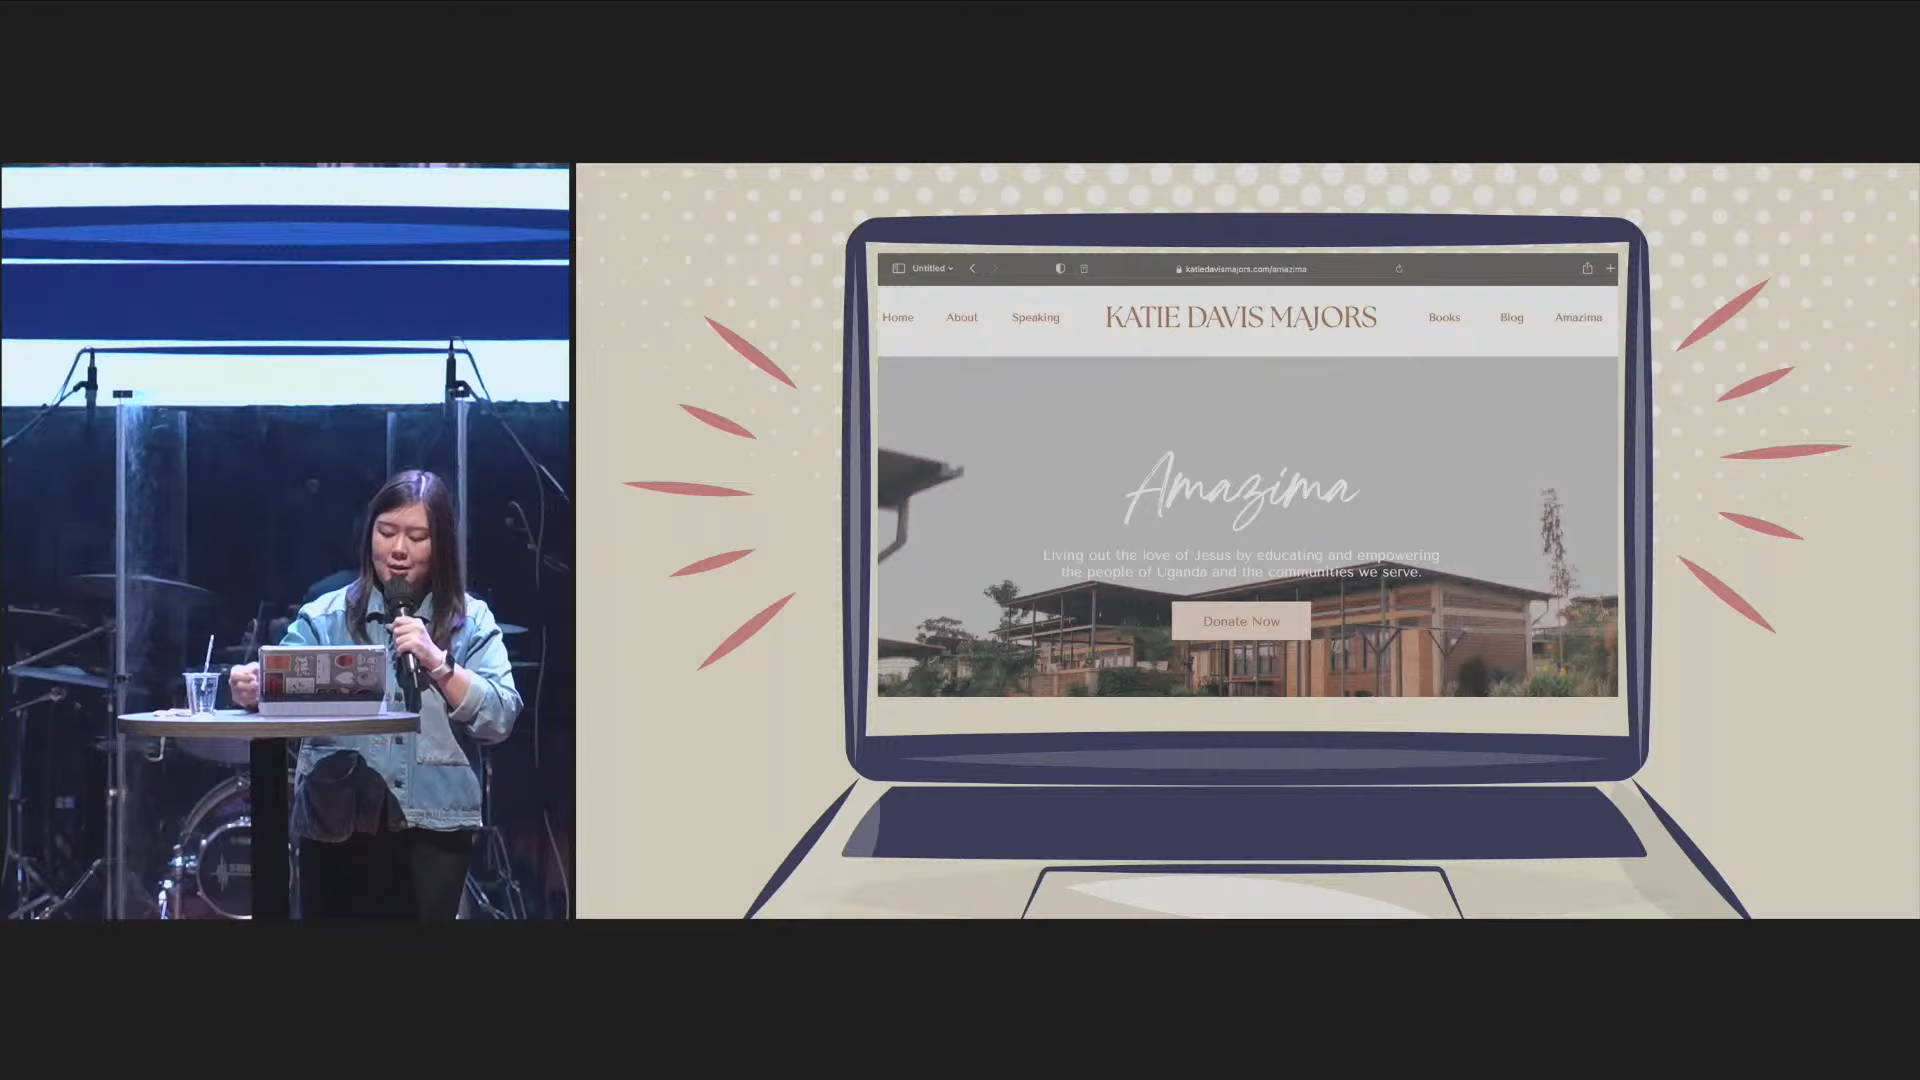 Untitled
katiedavismajors.com/amazima
Home About Speaking KATIE DAVIS MAJORS Books Blog Amazima
Amazima
Living out the love of Jesus by educating and empowering
the people of Uganda and the communities we serve.
Donate Now